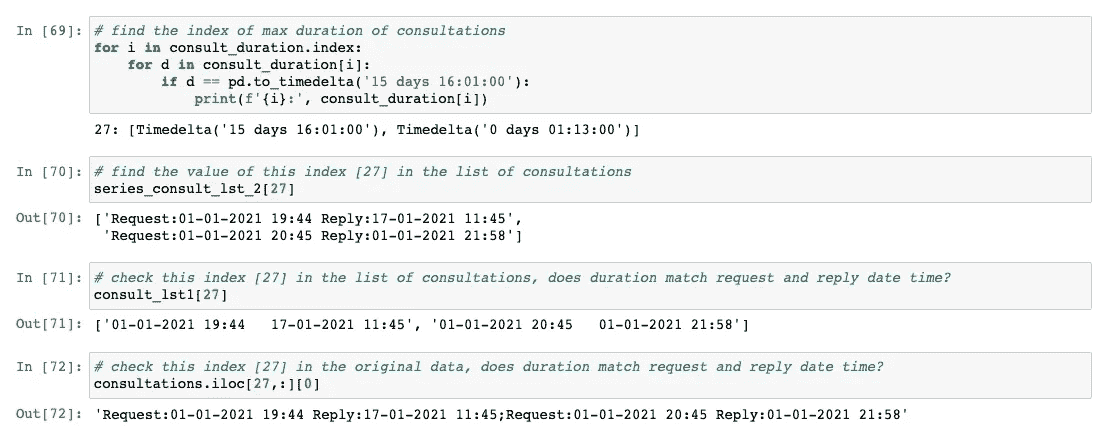 In [69]: # find the index of max duration of consultations
for i in consult_duration.index:
    for d in consult_duration[i]:
        if d == pd.to_timedelta('15 days 16:01:00'):
            print(f'{i}:', consult_duration[i])
27: [Timedelta('15 days 16:01:00'), Timedelta('0 days 01:13:00')]
In [70]: # find the value of this index [27] in the list of consultations
series_consult_lst_2[27]
Out[70]: ['Request:01-01-2021 19:44 Reply:17-01-2021 11:45',
 'Request:01-01-2021 20:45 Reply:01-01-2021 21:58']
In [71]: # check this index [27] in the list of consultations, does duration match request and reply date time?
consult_lst1[27]
Out[71]: ['01-01-2021 19:44   17-01-2021 11:45', '01-01-2021 20:45   01-01-2021 21:58']
In [72]: # check this index [27] in the original data, does duration match request and reply date time?
consultations.iloc[27,:][0]
Out[72]: 'Request:01-01-2021 19:44 Reply:17-01-2021 11:45;Request:01-01-2021 20:45 Reply:01-01-2021 21:58'